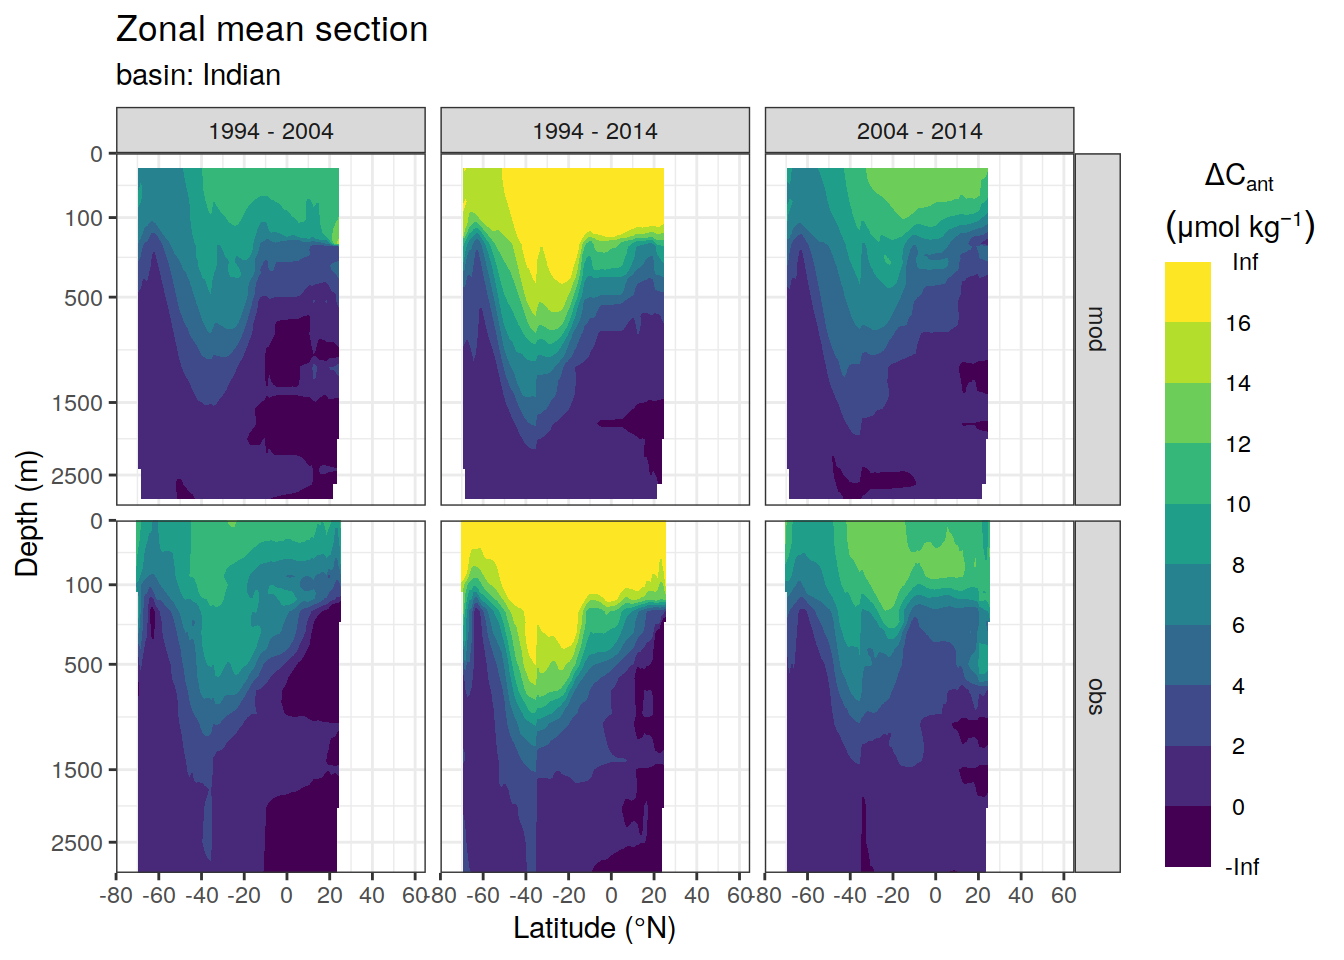 Zonal mean section
basin: Indian
1994 - 2004
1994 - 2014
2004 - 2014
0
100
500
1500
2500
mod
0
100
500
1500
2500
obs
Depth (m)
-80 -60 -40 -20 0 20 40 60
-80 -60 -40 -20 0 20 40 60
-80 -60 -40 -20 0 20 40 60
Latitude (°N)
ΔCant
(μmol kg⁻¹)
Inf
16
14
12
10
8
6
4
2
0
-Inf